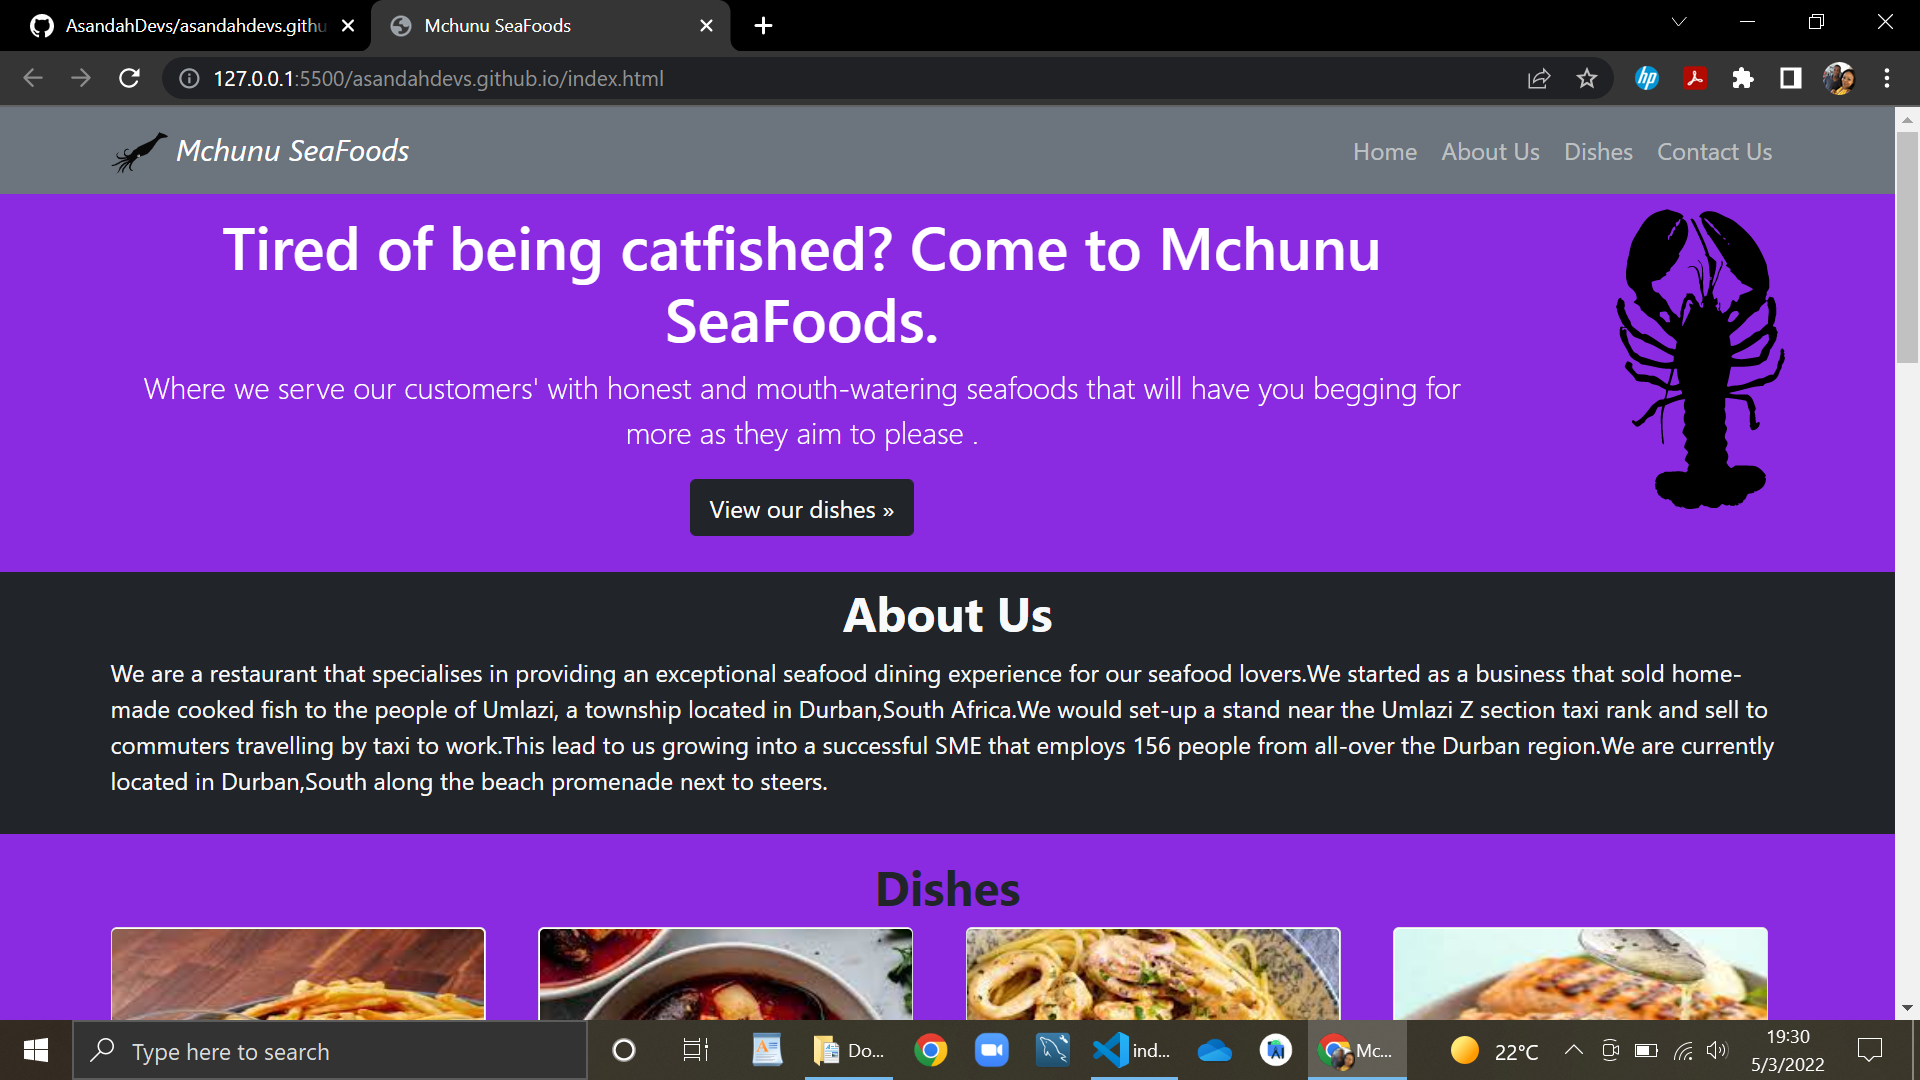 AsandahDevs/asandahdevs.githu
Mchunu SeaFoods
127.0.0.1:5500/asandahdevs.github.io/index.html
hp
Mchunu SeaFoods
Home About Us Dishes Contact Us
Tired of being catfished? Come to Mchunu
SeaFoods.
Where we serve our customers' with honest and mouth-watering seafoods that will have you begging for
more as they aim to please .
View our dishes »
About Us
We are a restaurant that specialises in providing an exceptional seafood dining experience for our seafood lovers.We started as a business that sold home-
made cooked fish to the people of Umlazi, a township located in Durban,South Africa.We would set-up a stand near the Umlazi Z section taxi rank and sell to
commuters travelling by taxi to work.This lead to us growing into a successful SME that employs 156 people from all-over the Durban region.We are currently
located in Durban,South along the beach promenade next to steers.
Dishes
Type here to search
Do...
ind...
Mc...
22°C
19:30
5/3/2022